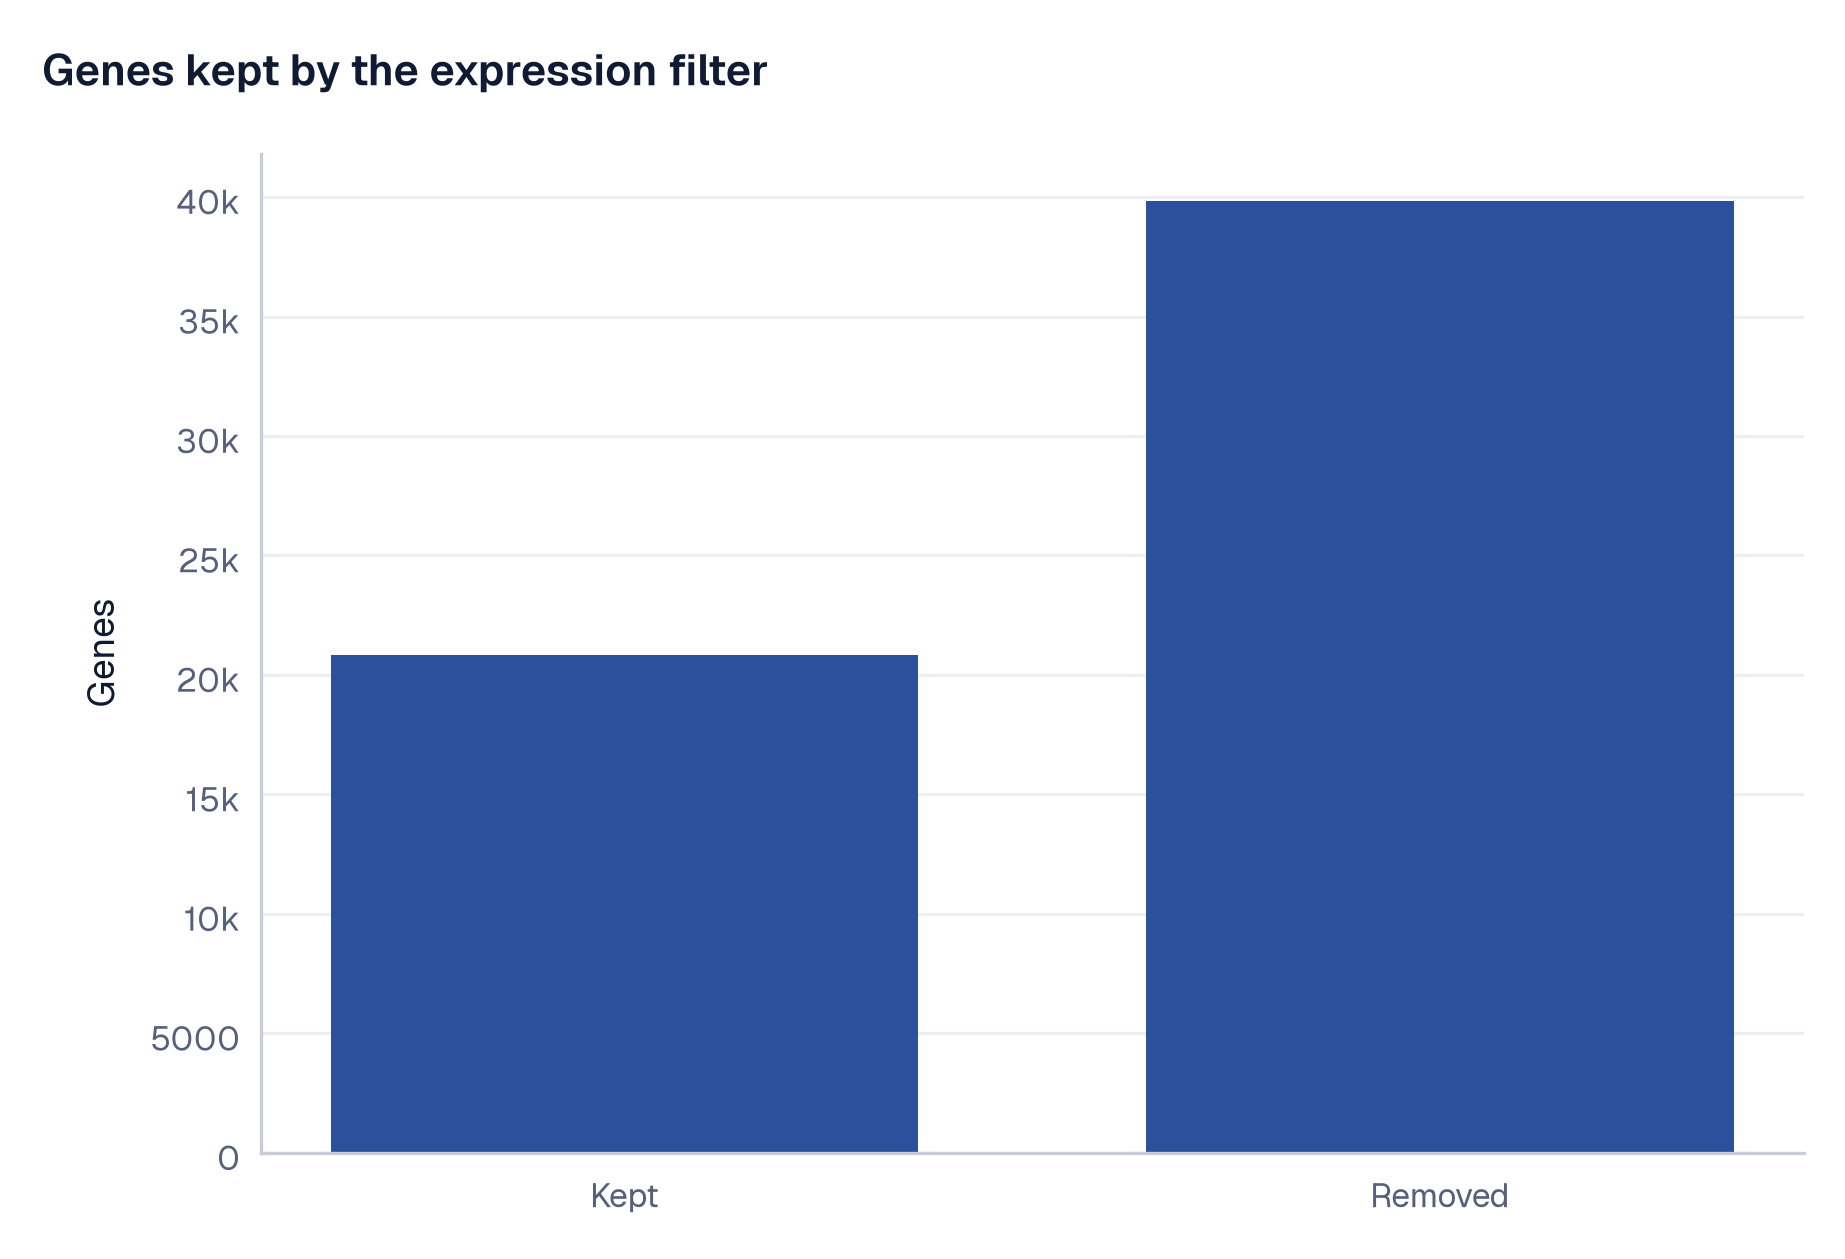 Genes kept by the expression filter
40k
35k
30k
25k
20k
15k
10k
5000
0
Genes
Kept
Removed